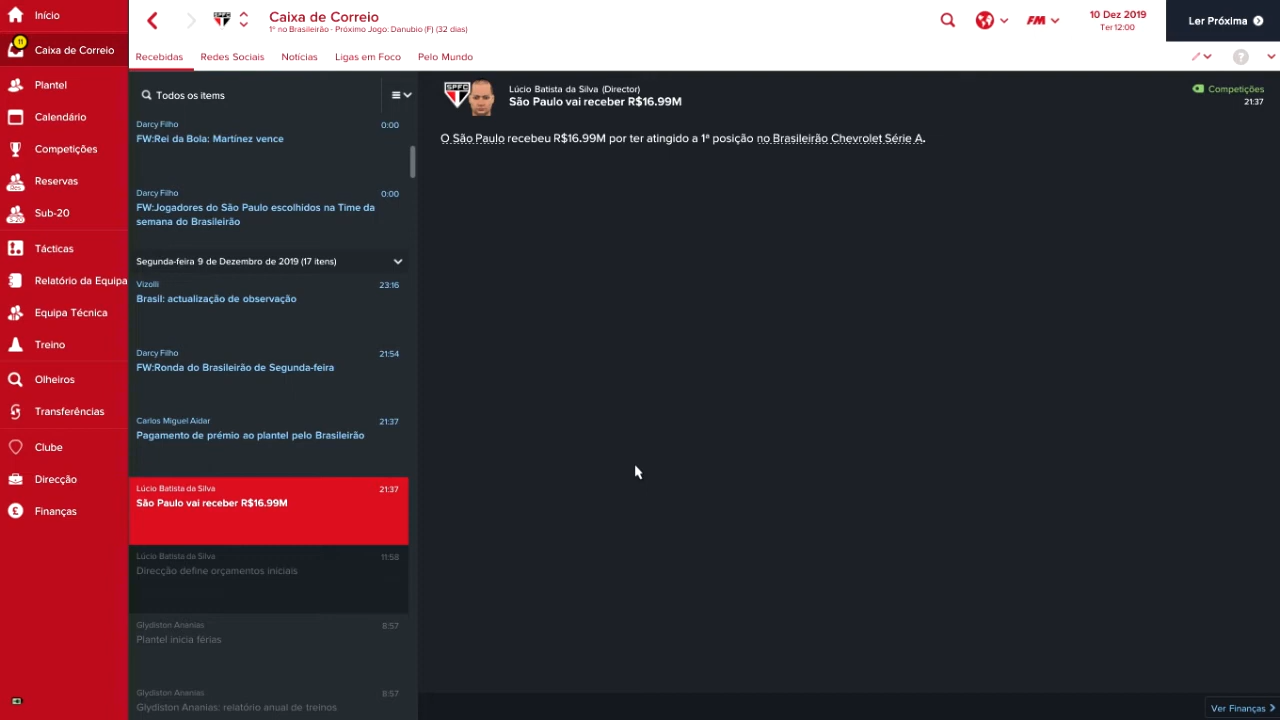 Início
11
Caixa de Correio
Plantel
Calendário
Competições
Res
Reservas
S-20
Sub-20
Tácticas
Relatório da Equipa
Equipa Técnica
Treino
Olheiros
Transferências
Clube
Direcção
£
Finanças
SPFC
Caixa de Correio
1º no Brasileirão - Próximo Jogo: Danubio (F) (32 dias)
FM
10 Dez 2019
Ter 12:00
Ler Próxima
Recebidas
Redes Sociais
Notícias
Ligas em Foco
Pelo Mundo
?
Todos os items
Darcy Filho 0:00
FW:Rei da Bola: Martínez vence
Darcy Filho 0:00
FW:Jogadores do São Paulo escolhidos na Time da
semana do Brasileirão
Segunda-feira 9 de Dezembro de 2019 (17 itens)
Vizolli 23:16
Brasil: actualização de observação
Darcy Filho 21:54
FW:Ronda do Brasileirão de Segunda-feira
Carlos Miguel Aidar 21:37
Pagamento de prémio ao plantel pelo Brasileirão
Lúcio Batista da Silva 21:37
São Paulo vai receber R$16.99M
Lúcio Batista da Silva 11:58
Direcção define orçamentos iniciais
Glydiston Ananias 8:57
Plantel inicia férias
Glydiston Ananias 8:57
Glydiston Ananias: relatório anual de treinos
SPFC
Lúcio Batista da Silva (Director)
São Paulo vai receber R$16.99M
Competições
21:37
O São Paulo recebeu R$16.99M por ter atingido a 1ª posição no Brasileirão Chevrolet Série A.
Ver Finanças